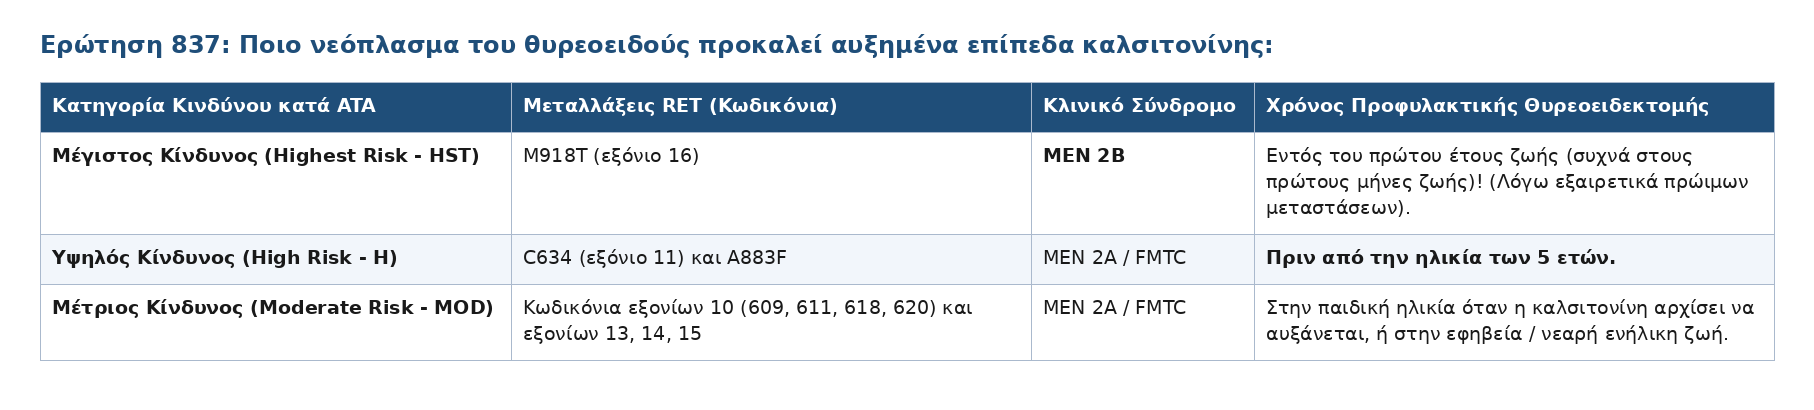 Ερώτηση 837: Ποιο νεόπλασμα του θυρεοειδούς προκαλεί αυξημένα επίπεδα καλσιτονίνης:
Κατηγορία Κινδύνου κατά ATA
Μεταλλάξεις RET (Κωδικόνια)
Κλινικό Σύνδρομο
Χρόνος Προφυλακτικής Θυρεοειδεκτομής
Μέγιστος Κίνδυνος (Highest Risk - HST)
M918T (εξόνιο 16)
MEN 2B
Εντός του πρώτου έτους ζωής (συχνά στους
πρώτους μήνες ζωής)! (Λόγω εξαιρετικά πρώιμων
μεταστάσεων).
Υψηλός Κίνδυνος (High Risk - H)
C634 (εξόνιο 11) και A883F
MEN 2A / FMTC
Πριν από την ηλικία των 5 ετών.
Μέτριος Κίνδυνος (Moderate Risk - MOD)
Κωδικόνια εξονίων 10 (609, 611, 618, 620) και
εξονίων 13, 14, 15
MEN 2A / FMTC
Στην παιδική ηλικία όταν η καλσιτονίνη αρχίσει να
αυξάνεται, ή στην εφηβεία / νεαρή ενήλικη ζωή.